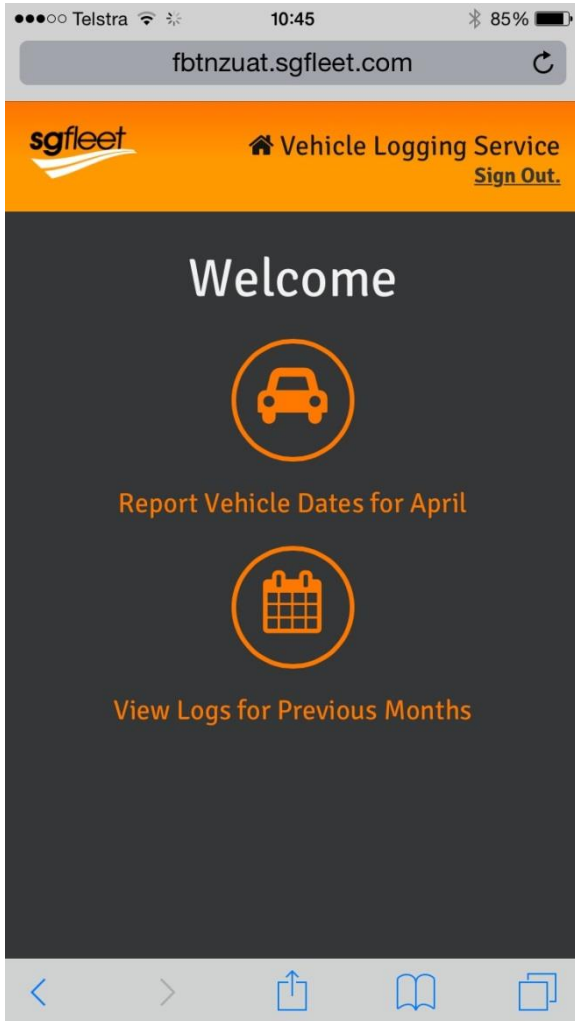 Telstra 10:45 85%
fbtnzuat.sgfleet.com
sgfleet Vehicle Logging Service
Sign Out.
Welcome
Report Vehicle Dates for April
View Logs for Previous Months